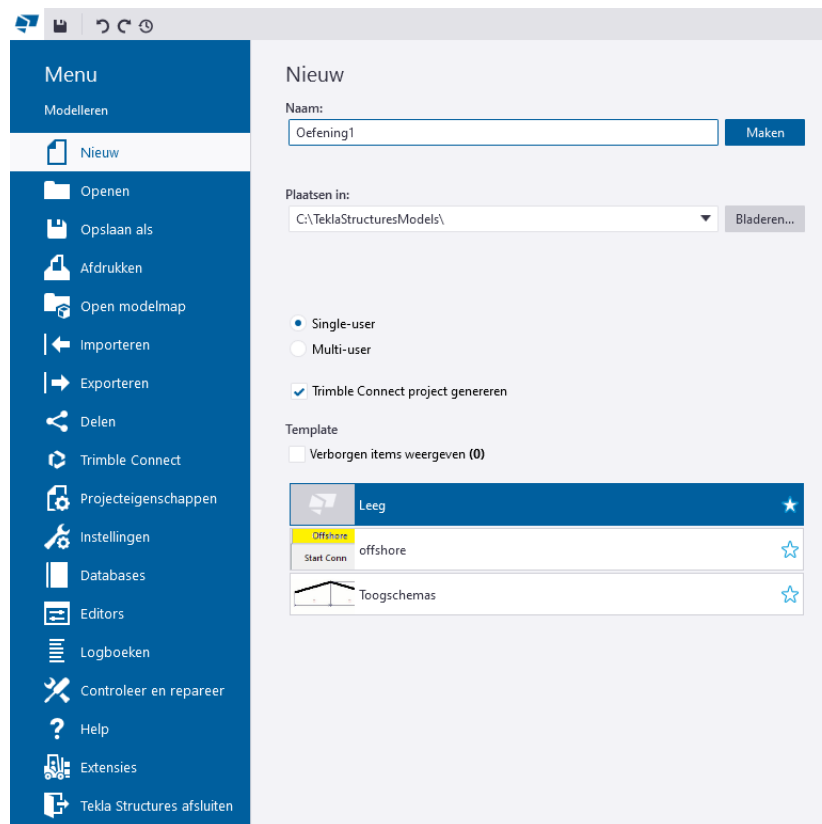 Menu
Modelleren
Nieuw
Openen
Opslaan als
Afdrukken
Open modelmap
Importeren
Exporteren
Delen
Trimble Connect
Projecteigenschappen
Instellingen
Databases
Editors
Logboeken
Controleer en repareer
Help
Extensies
Tekla Structures afsluiten
Nieuw
Naam:
Oefening1
Maken
Plaatsen in:
C:\TeklaStructuresModels\
Bladeren...
Single-user
Multi-user
Trimble Connect project genereren
Template
Verborgen items weergeven (0)
Leeg
Offshore
Start Conn
offshore
Toogschemas